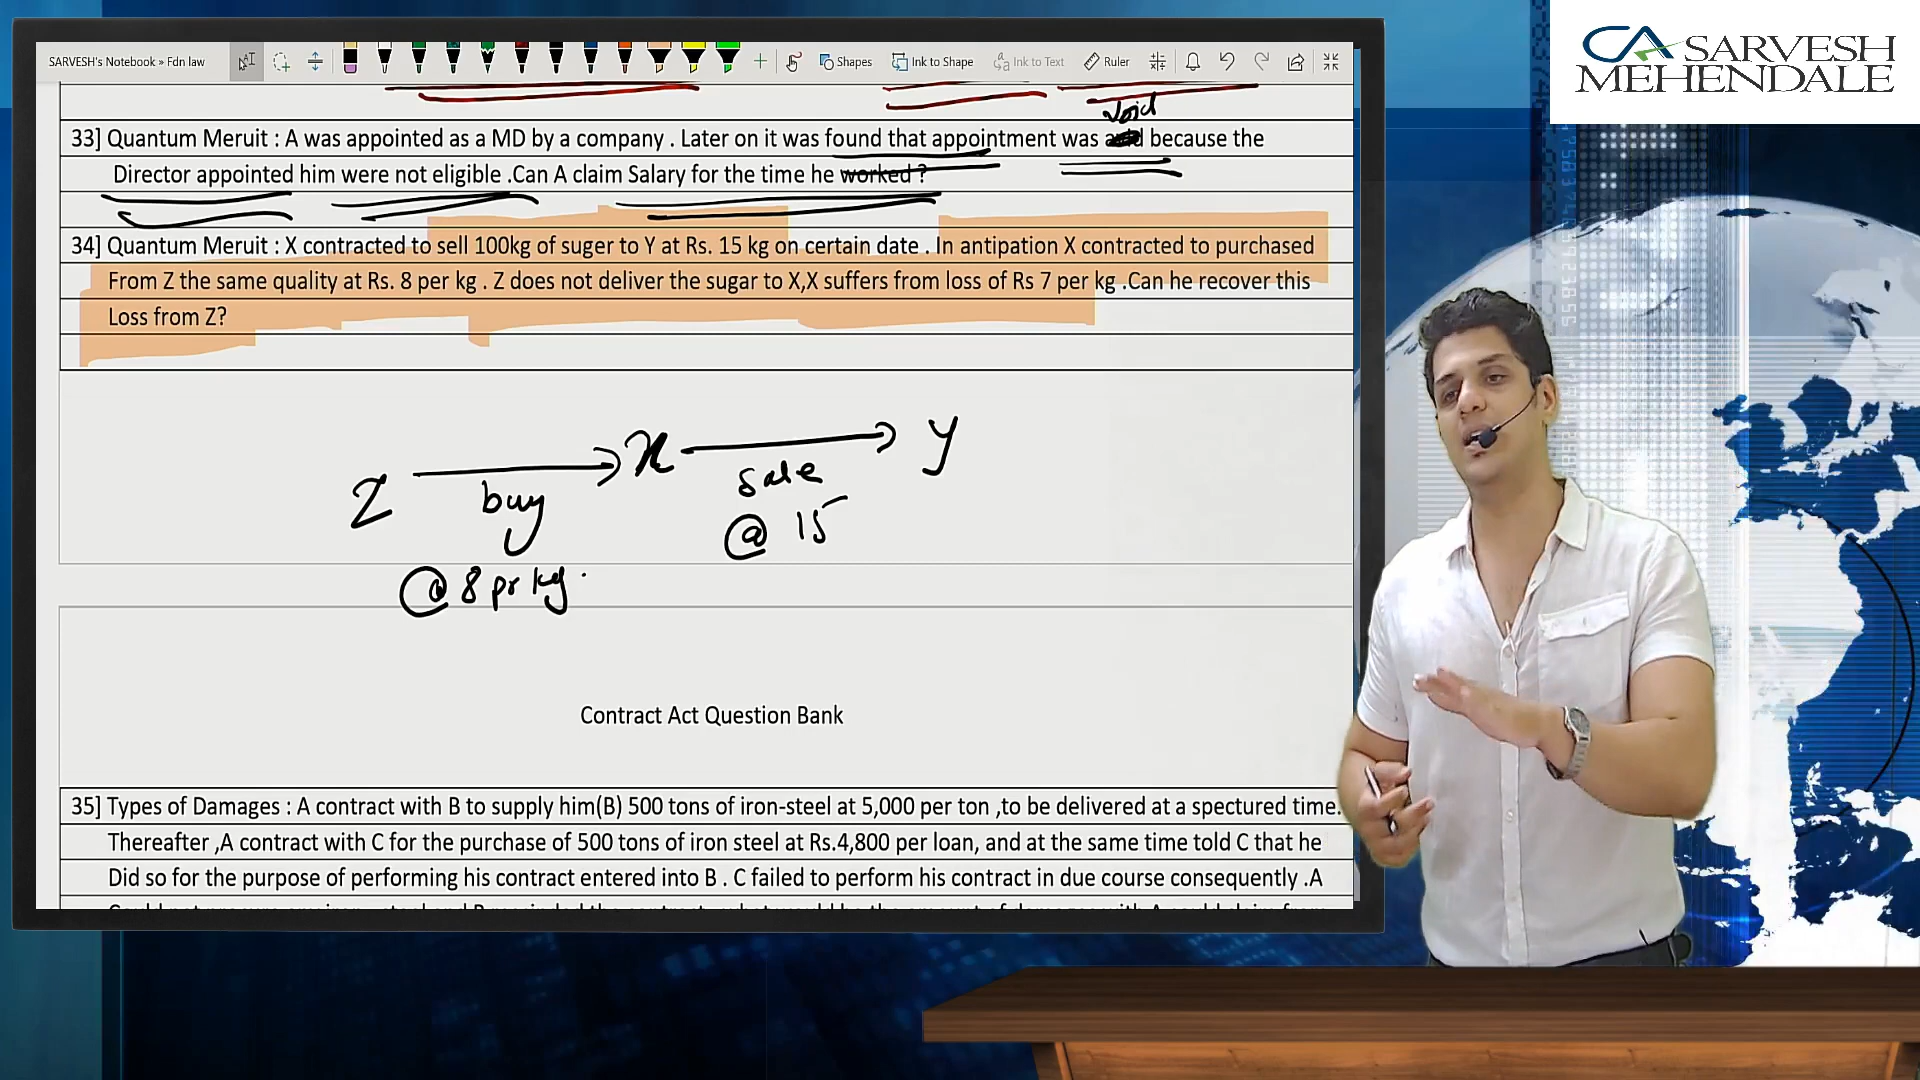 SARVESH's Notebook » Fdn law
Shapes
Ink to Shape
Ink to Text
Ruler
CA SARVESH
MEHENDALE
void
33] Quantum Meruit : A was appointed as a MD by a company . Later on it was found that appointment was because the
Director appointed him were not eligible .Can A claim Salary for the time he worked ?
34] Quantum Meruit : X contracted to sell 100kg of suger to Y at Rs. 15 kg on certain date . In antipation X contracted to purchased
From Z the same quality at Rs. 8 per kg . Z does not deliver the sugar to X,X suffers from loss of Rs 7 per kg .Can he recover this
Loss from Z?
Z buy X sale Y
@ 8 pr kg. @ 15
Contract Act Question Bank
35] Types of Damages : A contract with B to supply him(B) 500 tons of iron-steel at 5,000 per ton ,to be delivered at a spectured time.
Thereafter ,A contract with C for the purchase of 500 tons of iron steel at Rs.4,800 per loan, and at the same time told C that he
Did so for the purpose of performing his contract entered into B . C failed to perform his contract in due course consequently .A